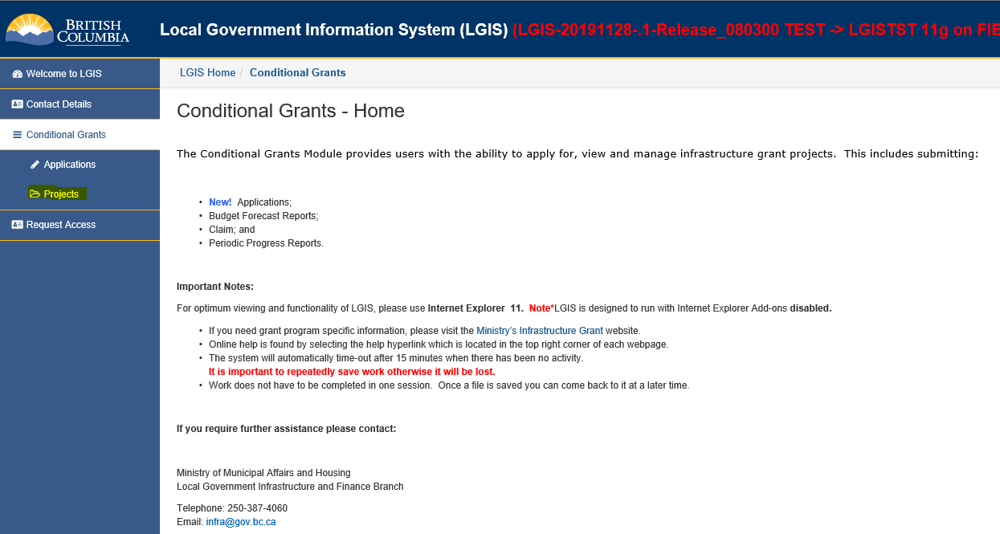 BRITISH
COLUMBIA
Local Government Information System (LGIS) (LGIS-20191128-.1-Release_080300 TEST -> LGISTST 11g on FIE
Welcome to LGIS
Contact Details
Conditional Grants
Applications
Projects
Request Access
LGIS Home / Conditional Grants
Conditional Grants - Home
The Conditional Grants Module provides users with the ability to apply for, view and manage infrastructure grant projects. This includes submitting:
• New! Applications;
• Budget Forecast Reports;
• Claim; and
• Periodic Progress Reports.
Important Notes:
For optimum viewing and functionality of LGIS, please use Internet Explorer 11. Note*LGIS is designed to run with Internet Explorer Add-ons disabled.
• If you need grant program specific information, please visit the Ministry's Infrastructure Grant website.
• Online help is found by selecting the help hyperlink which is located in the top right corner of each webpage.
• The system will automatically time-out after 15 minutes when there has been no activity.
It is important to repeatedly save work otherwise it will be lost.
• Work does not have to be completed in one session. Once a file is saved you can come back to it at a later time.
If you require further assistance please contact:
Ministry of Municipal Affairs and Housing
Local Government Infrastructure and Finance Branch
Telephone: 250-387-4060
Email: infra@gov.bc.ca